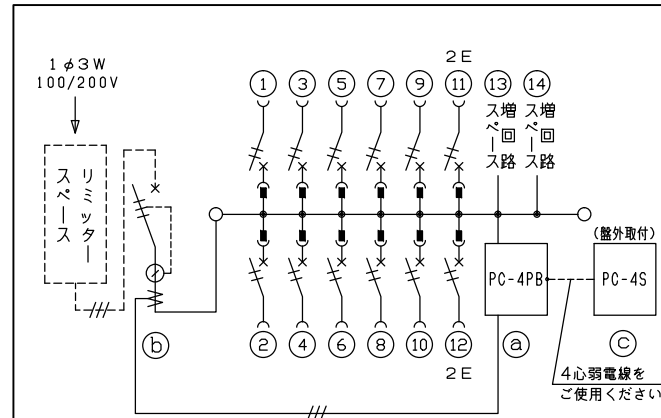 1φ3W
100/200V
リミッター
スペース
2E
① ③ ⑤ ⑦ ⑨ ⑪ ⑬ ⑭
増回路
スペース
増回路
スペース
(盤外取付)
PC-4PB
PC-4S
ⓑ ② ④ ⑥ ⑧ ⑩ ⑫ ⓐ ⓒ
2E
4心弱電線を
ご使用ください